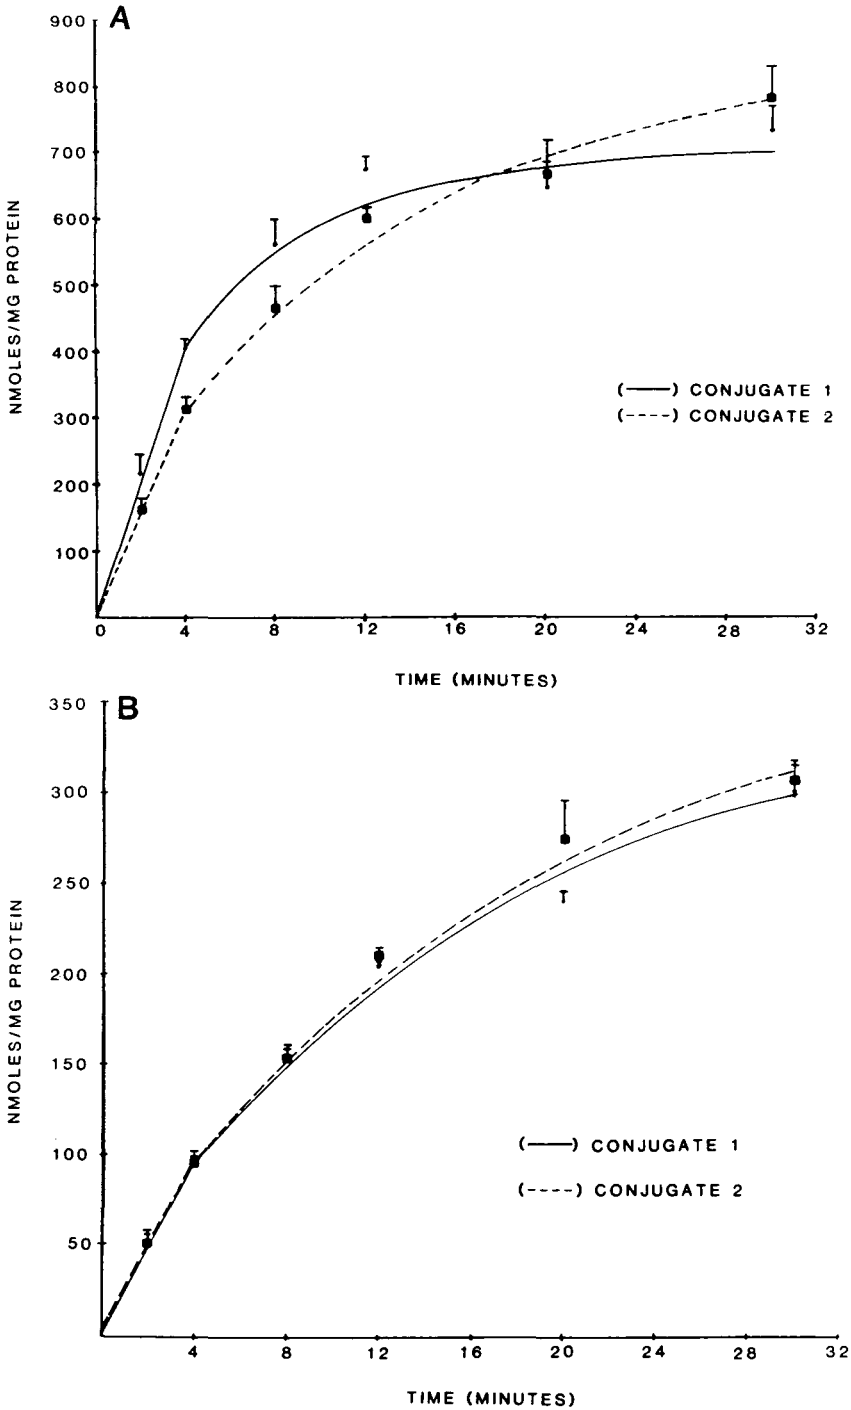 A
900
800
700
600
500
400
300
200
100
NMOLES/MG PROTEIN
(——) CONJUGATE 1
(----) CONJUGATE 2
0 4 8 12 16 20 24 28 32
TIME (MINUTES)
B
350
300
250
200
150
100
50
NMOLES/MG PROTEIN
(——) CONJUGATE 1
(----) CONJUGATE 2
4 8 12 16 20 24 28 32
TIME (MINUTES)